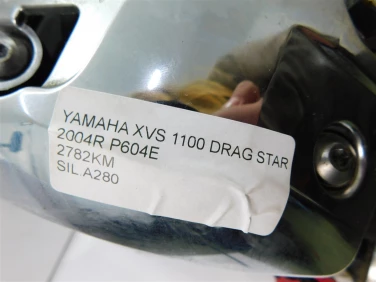 YAMAHA XVS 1100 DRAG STAR
2004R P604E
2782KM
SIL.A280